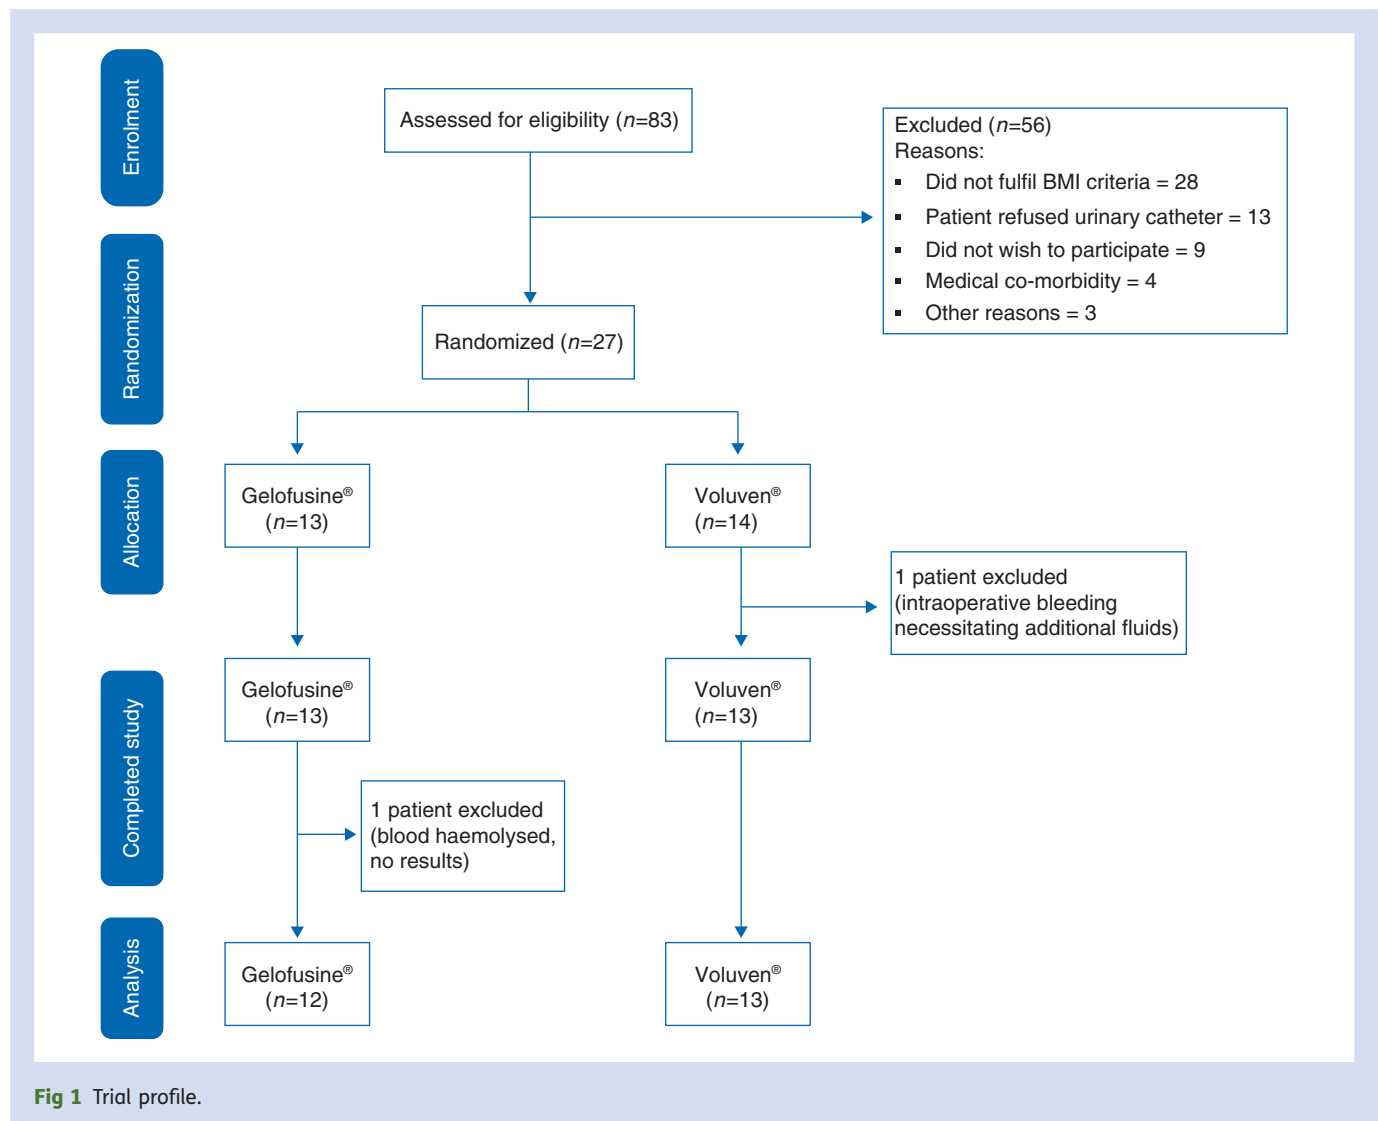 Enrolment
Assessed for eligibility (n=83)
Excluded (n=56)
Reasons:
▪ Did not fulfil BMI criteria = 28
▪ Patient refused urinary catheter = 13
▪ Did not wish to participate = 9
▪ Medical co-morbidity = 4
▪ Other reasons = 3
Randomization
Randomized (n=27)
Allocation
Gelofusine®
(n=13)
Voluven®
(n=14)
1 patient excluded
(intraoperative bleeding
necessitating additional fluids)
Completed study
Gelofusine®
(n=13)
Voluven®
(n=13)
1 patient excluded
(blood haemolysed,
no results)
Analysis
Gelofusine®
(n=12)
Voluven®
(n=13)
Fig 1 Trial profile.